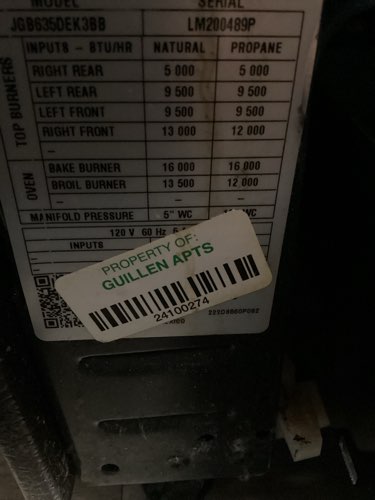 MODEL SERIAL
JGB635DEK3BB LM200489P
INPUTS - BTU/HR NATURAL PROPANE
TOP BURNERS
RIGHT REAR 5 000 5 000
LEFT REAR 9 500 9 500
LEFT FRONT 9 500 9 500
RIGHT FRONT 13 000 12 000
–
OVEN
BAKE BURNER 16 000 16 000
BROIL BURNER 13 500 12 000
– – –
MANIFOLD PRESSURE 5" WC WC
120 V 60 Hz
INPUTS
PROPERTY OF:
GUILLEN APTS
24100274